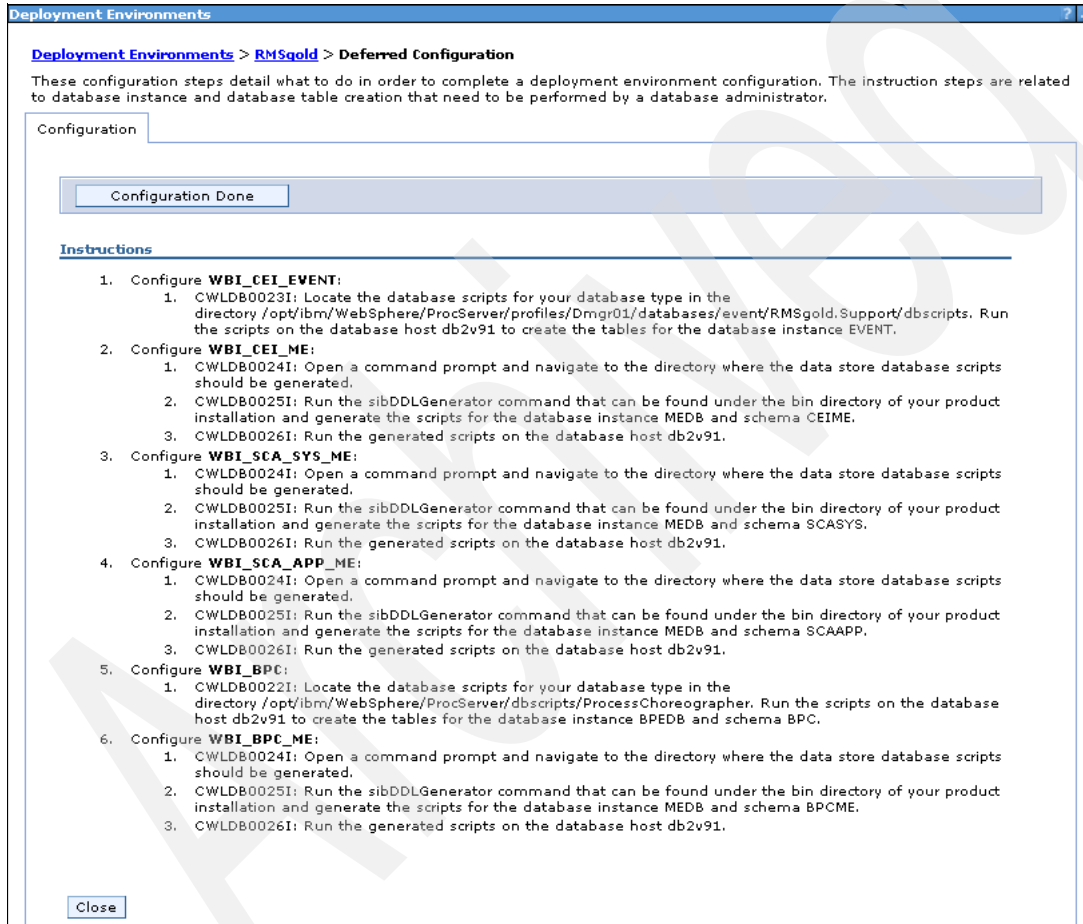 Deployment Environments ?
Deployment Environments > RMSgold > Deferred Configuration
These configuration steps detail what to do in order to complete a deployment environment configuration. The instruction steps are related
to database instance and database table creation that need to be performed by a database administrator.
Configuration
Configuration Done
Instructions
1. Configure WBI_CEI_EVENT:
1. CWLDB0023I: Locate the database scripts for your database type in the
directory /opt/ibm/WebSphere/ProcServer/profiles/Dmgr01/databases/event/RMSgold.Support/dbscripts. Run
the scripts on the database host db2v91 to create the tables for the database instance EVENT.
2. Configure WBI_CEI_ME:
1. CWLDB0024I: Open a command prompt and navigate to the directory where the data store database scripts
should be generated.
2. CWLDB0025I: Run the sibDDLGenerator command that can be found under the bin directory of your product
installation and generate the scripts for the database instance MEDB and schema CEIME.
3. CWLDB0026I: Run the generated scripts on the database host db2v91.
3. Configure WBI_SCA_SYS_ME:
1. CWLDB0024I: Open a command prompt and navigate to the directory where the data store database scripts
should be generated.
2. CWLDB0025I: Run the sibDDLGenerator command that can be found under the bin directory of your product
installation and generate the scripts for the database instance MEDB and schema SCASYS.
3. CWLDB0026I: Run the generated scripts on the database host db2v91.
4. Configure WBI_SCA_APP_ME:
1. CWLDB0024I: Open a command prompt and navigate to the directory where the data store database scripts
should be generated.
2. CWLDB0025I: Run the sibDDLGenerator command that can be found under the bin directory of your product
installation and generate the scripts for the database instance MEDB and schema SCAAPP.
3. CWLDB0026I: Run the generated scripts on the database host db2v91.
5. Configure WBI_BPC:
1. CWLDB0022I: Locate the database scripts for your database type in the
directory /opt/ibm/WebSphere/ProcServer/dbscripts/ProcessChoreographer. Run the scripts on the database
host db2v91 to create the tables for the database instance BPEDB and schema BPC.
6. Configure WBI_BPC_ME:
1. CWLDB0024I: Open a command prompt and navigate to the directory where the data store database scripts
should be generated.
2. CWLDB0025I: Run the sibDDLGenerator command that can be found under the bin directory of your product
installation and generate the scripts for the database instance MEDB and schema BPCME.
3. CWLDB0026I: Run the generated scripts on the database host db2v91.
Close
Archived